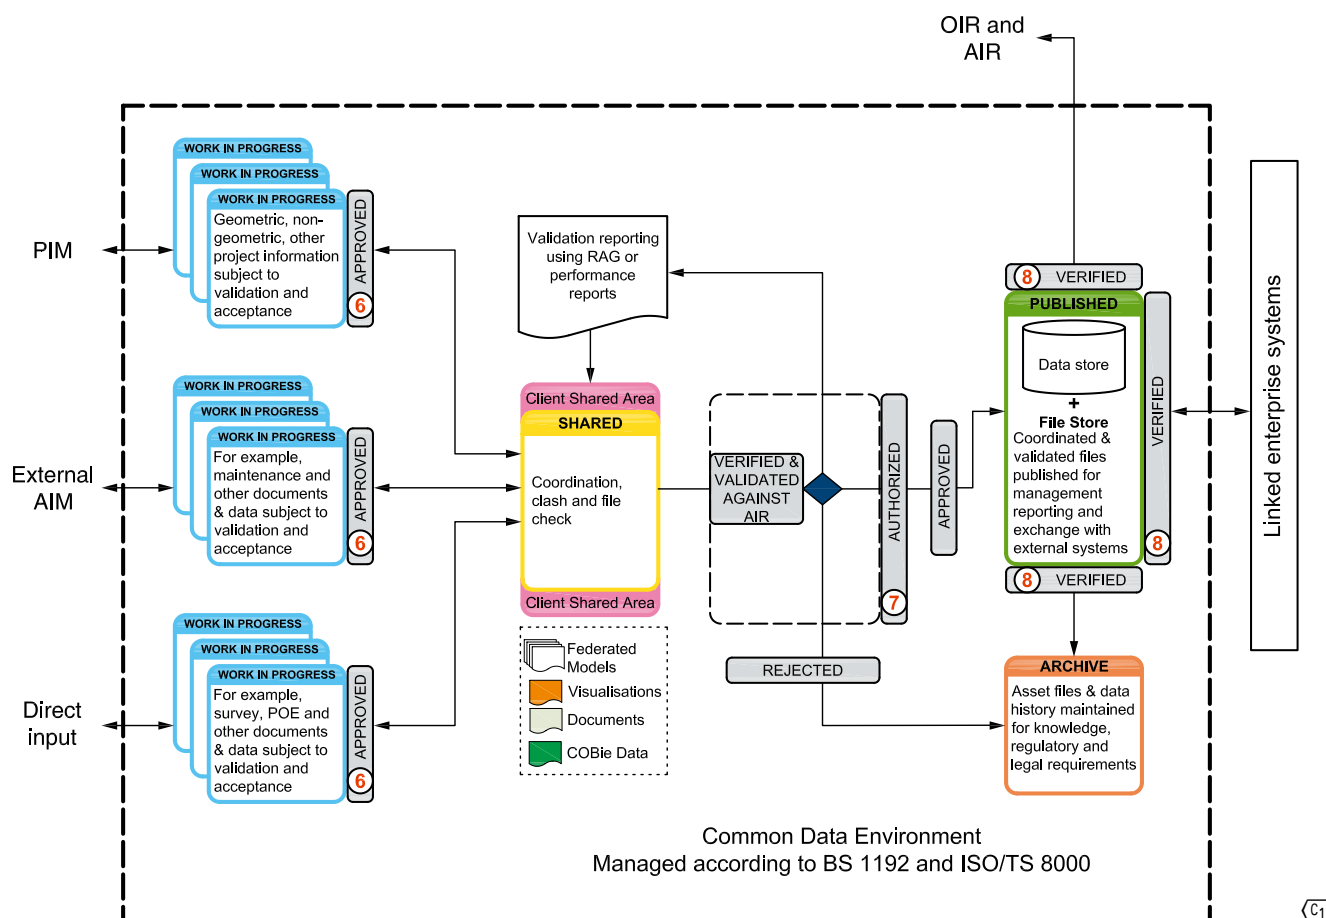 OIR and
AIR
WORK IN PROGRESS
WORK IN PROGRESS
WORK IN PROGRESS
Geometric, non-
geometric, other
project information
subject to
validation and
acceptance
APPROVED
6
PIM
Validation reporting
using RAG or
performance
reports
8 VERIFIED
PUBLISHED
Data store
+
File Store
Coordinated &
validated files
published for
management
reporting and
exchange with
external systems
VERIFIED
8
8 VERIFIED
Linked enterprise systems
WORK IN PROGRESS
WORK IN PROGRESS
WORK IN PROGRESS
For example,
maintenance and
other documents
& data subject to
validation and
acceptance
APPROVED
6
External
AIM
Client Shared Area
SHARED
Coordination,
clash and file
check
Client Shared Area
VERIFIED &
VALIDATED
AGAINST
AIR
AUTHORIZED
7
APPROVED
REJECTED
WORK IN PROGRESS
WORK IN PROGRESS
WORK IN PROGRESS
For example,
survey, POE and
other documents
& data subject to
validation and
acceptance
APPROVED
6
Direct
input
Federated
Models
Visualisations
Documents
COBie Data
ARCHIVE
Asset files & data
history maintained
for knowledge,
regulatory and
legal requirements
Common Data Environment
Managed according to BS 1192 and ISO/TS 8000
C1